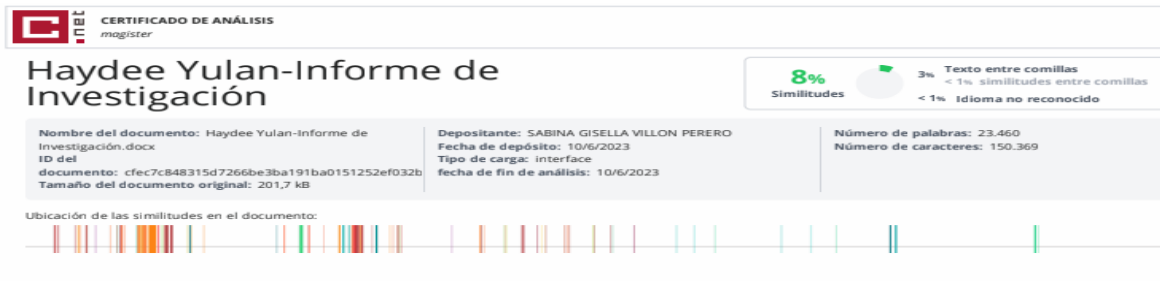 C
.net
CERTIFICADO DE ANÁLISIS
magister
Haydee Yulan-Informe de
Investigación
8%
Similitudes
3% Texto entre comillas
< 1% similitudes entre comillas
< 1% Idioma no reconocido
Nombre del documento: Haydee Yulan-Informe de
Investigación.docx
ID del
documento: cfec7c848315d7266be3ba191ba0151252ef032b
Tamaño del documento original: 201,7 kB
Depositante: SABINA GISELLA VILLON PERERO
Fecha de depósito: 10/6/2023
Tipo de carga: interface
fecha de fin de análisis: 10/6/2023
Número de palabras: 23.460
Número de caracteres: 150.369
Ubicación de las similitudes en el documento: